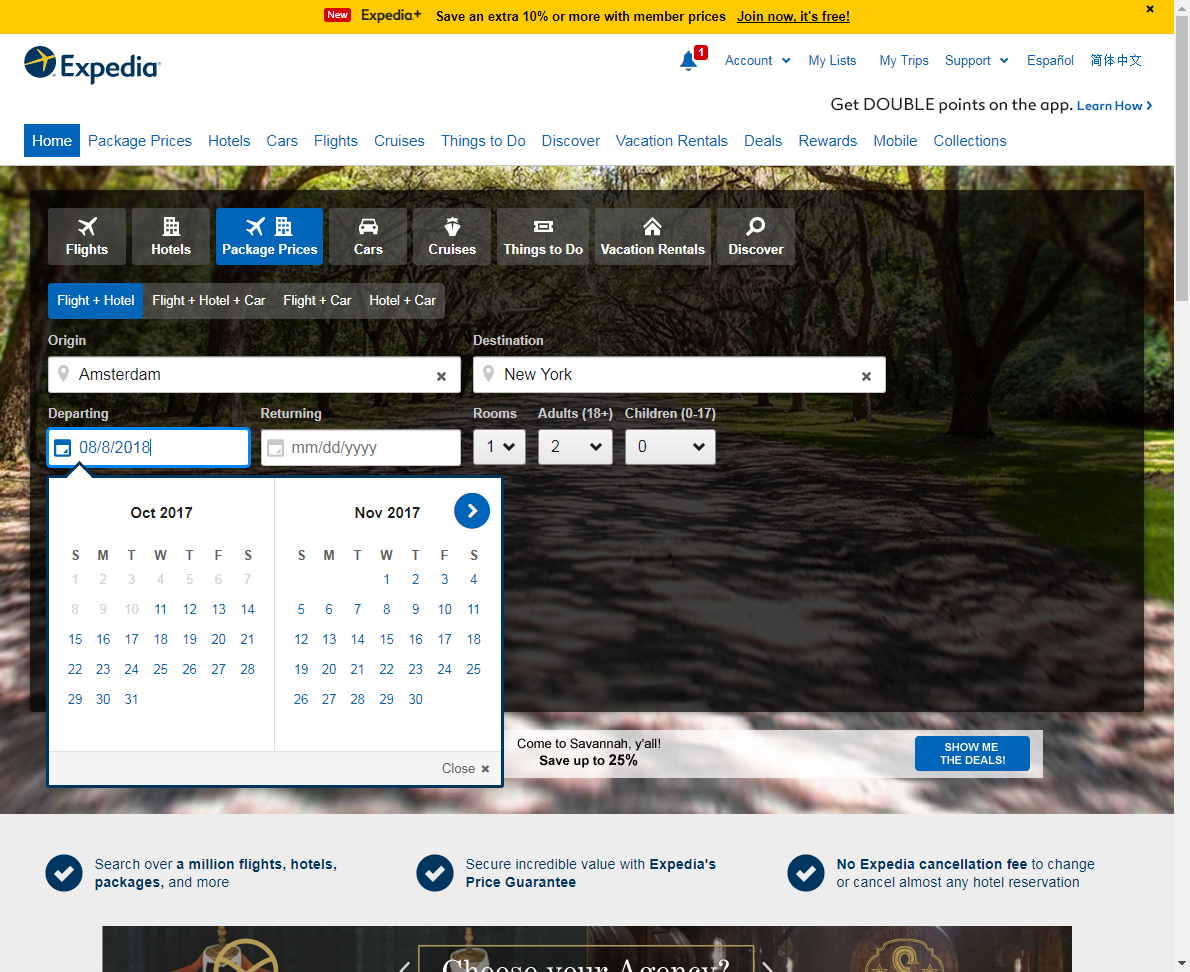 New Expedia+ Save an extra 10% or more with member prices Join now, it's free!
Expedia
1 Account My Lists My Trips Support Español 简体中文
Get DOUBLE points on the app. Learn How
Home Package Prices Hotels Cars Flights Cruises Things to Do Discover Vacation Rentals Deals Rewards Mobile Collections
Flights Hotels Package Prices Cars Cruises Things to Do Vacation Rentals Discover
Flight + Hotel Flight + Hotel + Car Flight + Car Hotel + Car
Origin Destination
Amsterdam New York
Departing Returning Rooms Adults (18+) Children (0-17)
08/8/2018 mm/dd/yyyy 1 2 0
Oct 2017 Nov 2017
S M T W T F S S M T W T F S
1 2 3 4 5 6 7 1 2 3 4
8 9 10 11 12 13 14 5 6 7 8 9 10 11
15 16 17 18 19 20 21 12 13 14 15 16 17 18
22 23 24 25 26 27 28 19 20 21 22 23 24 25
29 30 31 26 27 28 29 30
Close
Come to Savannah, y'all!
Save up to 25%
SHOW ME
THE DEALS!
Search over a million flights, hotels,
packages, and more
Secure incredible value with Expedia's
Price Guarantee
No Expedia cancellation fee to change
or cancel almost any hotel reservation
Choose your Agency?